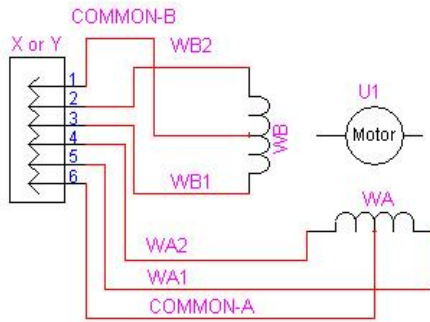 COMMON-B
X or Y
WB2
1
2
3
4
5
6
U1
Motor
WB
WB1
WA
WA2
WA1
COMMON-A